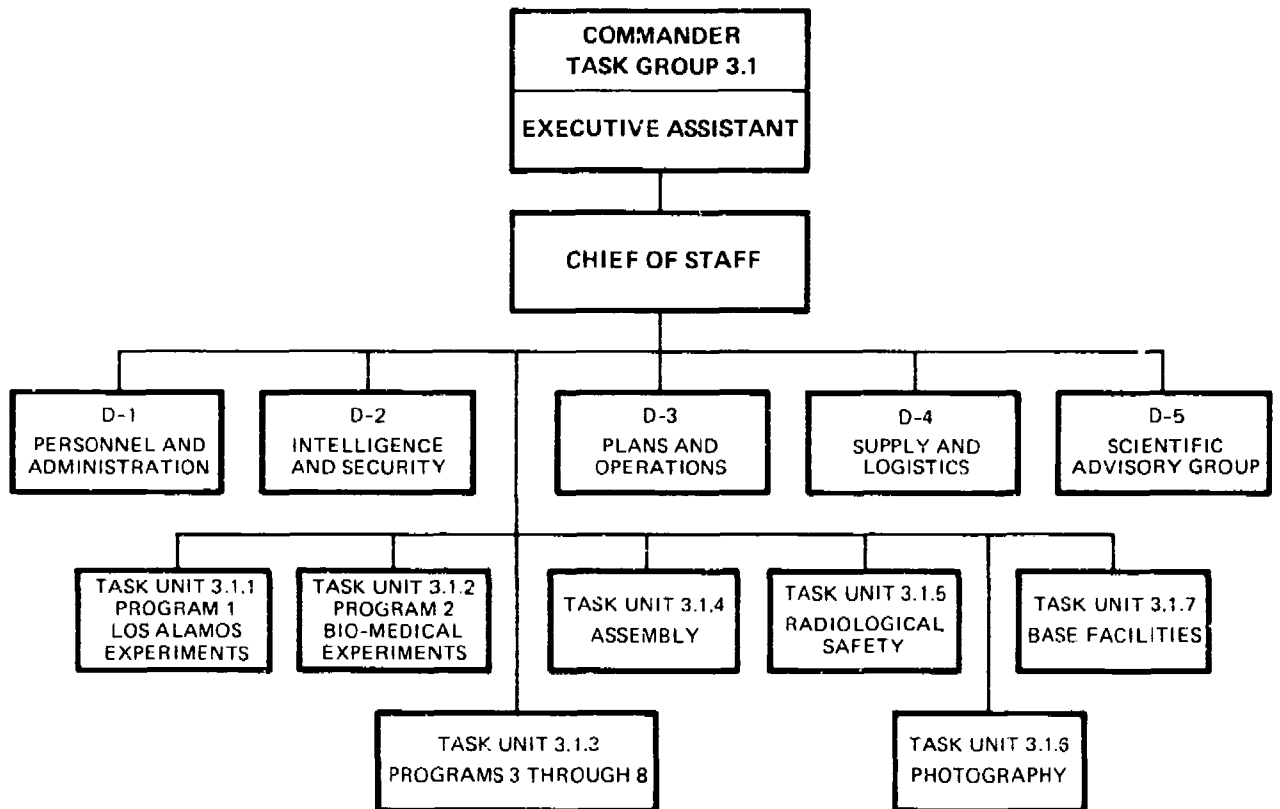 COMMANDER
TASK GROUP 3.1
EXECUTIVE ASSISTANT
CHIEF OF STAFF
D-1
PERSONNEL AND
ADMINISTRATION
D-2
INTELLIGENCE
AND SECURITY
D-3
PLANS AND
OPERATIONS
D-4
SUPPLY AND
LOGISTICS
D-5
SCIENTIFIC
ADVISORY GROUP
TASK UNIT 3.1.1
PROGRAM 1
LOS ALAMOS
EXPERIMENTS
TASK UNIT 3.1.2
PROGRAM 2
BIO-MEDICAL
EXPERIMENTS
TASK UNIT 3.1.4
ASSEMBLY
TASK UNIT 3.1.5
RADIOLOGICAL
SAFETY
TASK UNIT 3.1.7
BASE FACILITIES
TASK UNIT 3.1.3
PROGRAMS 3 THROUGH 8
TASK UNIT 3.1.6
PHOTOGRAPHY